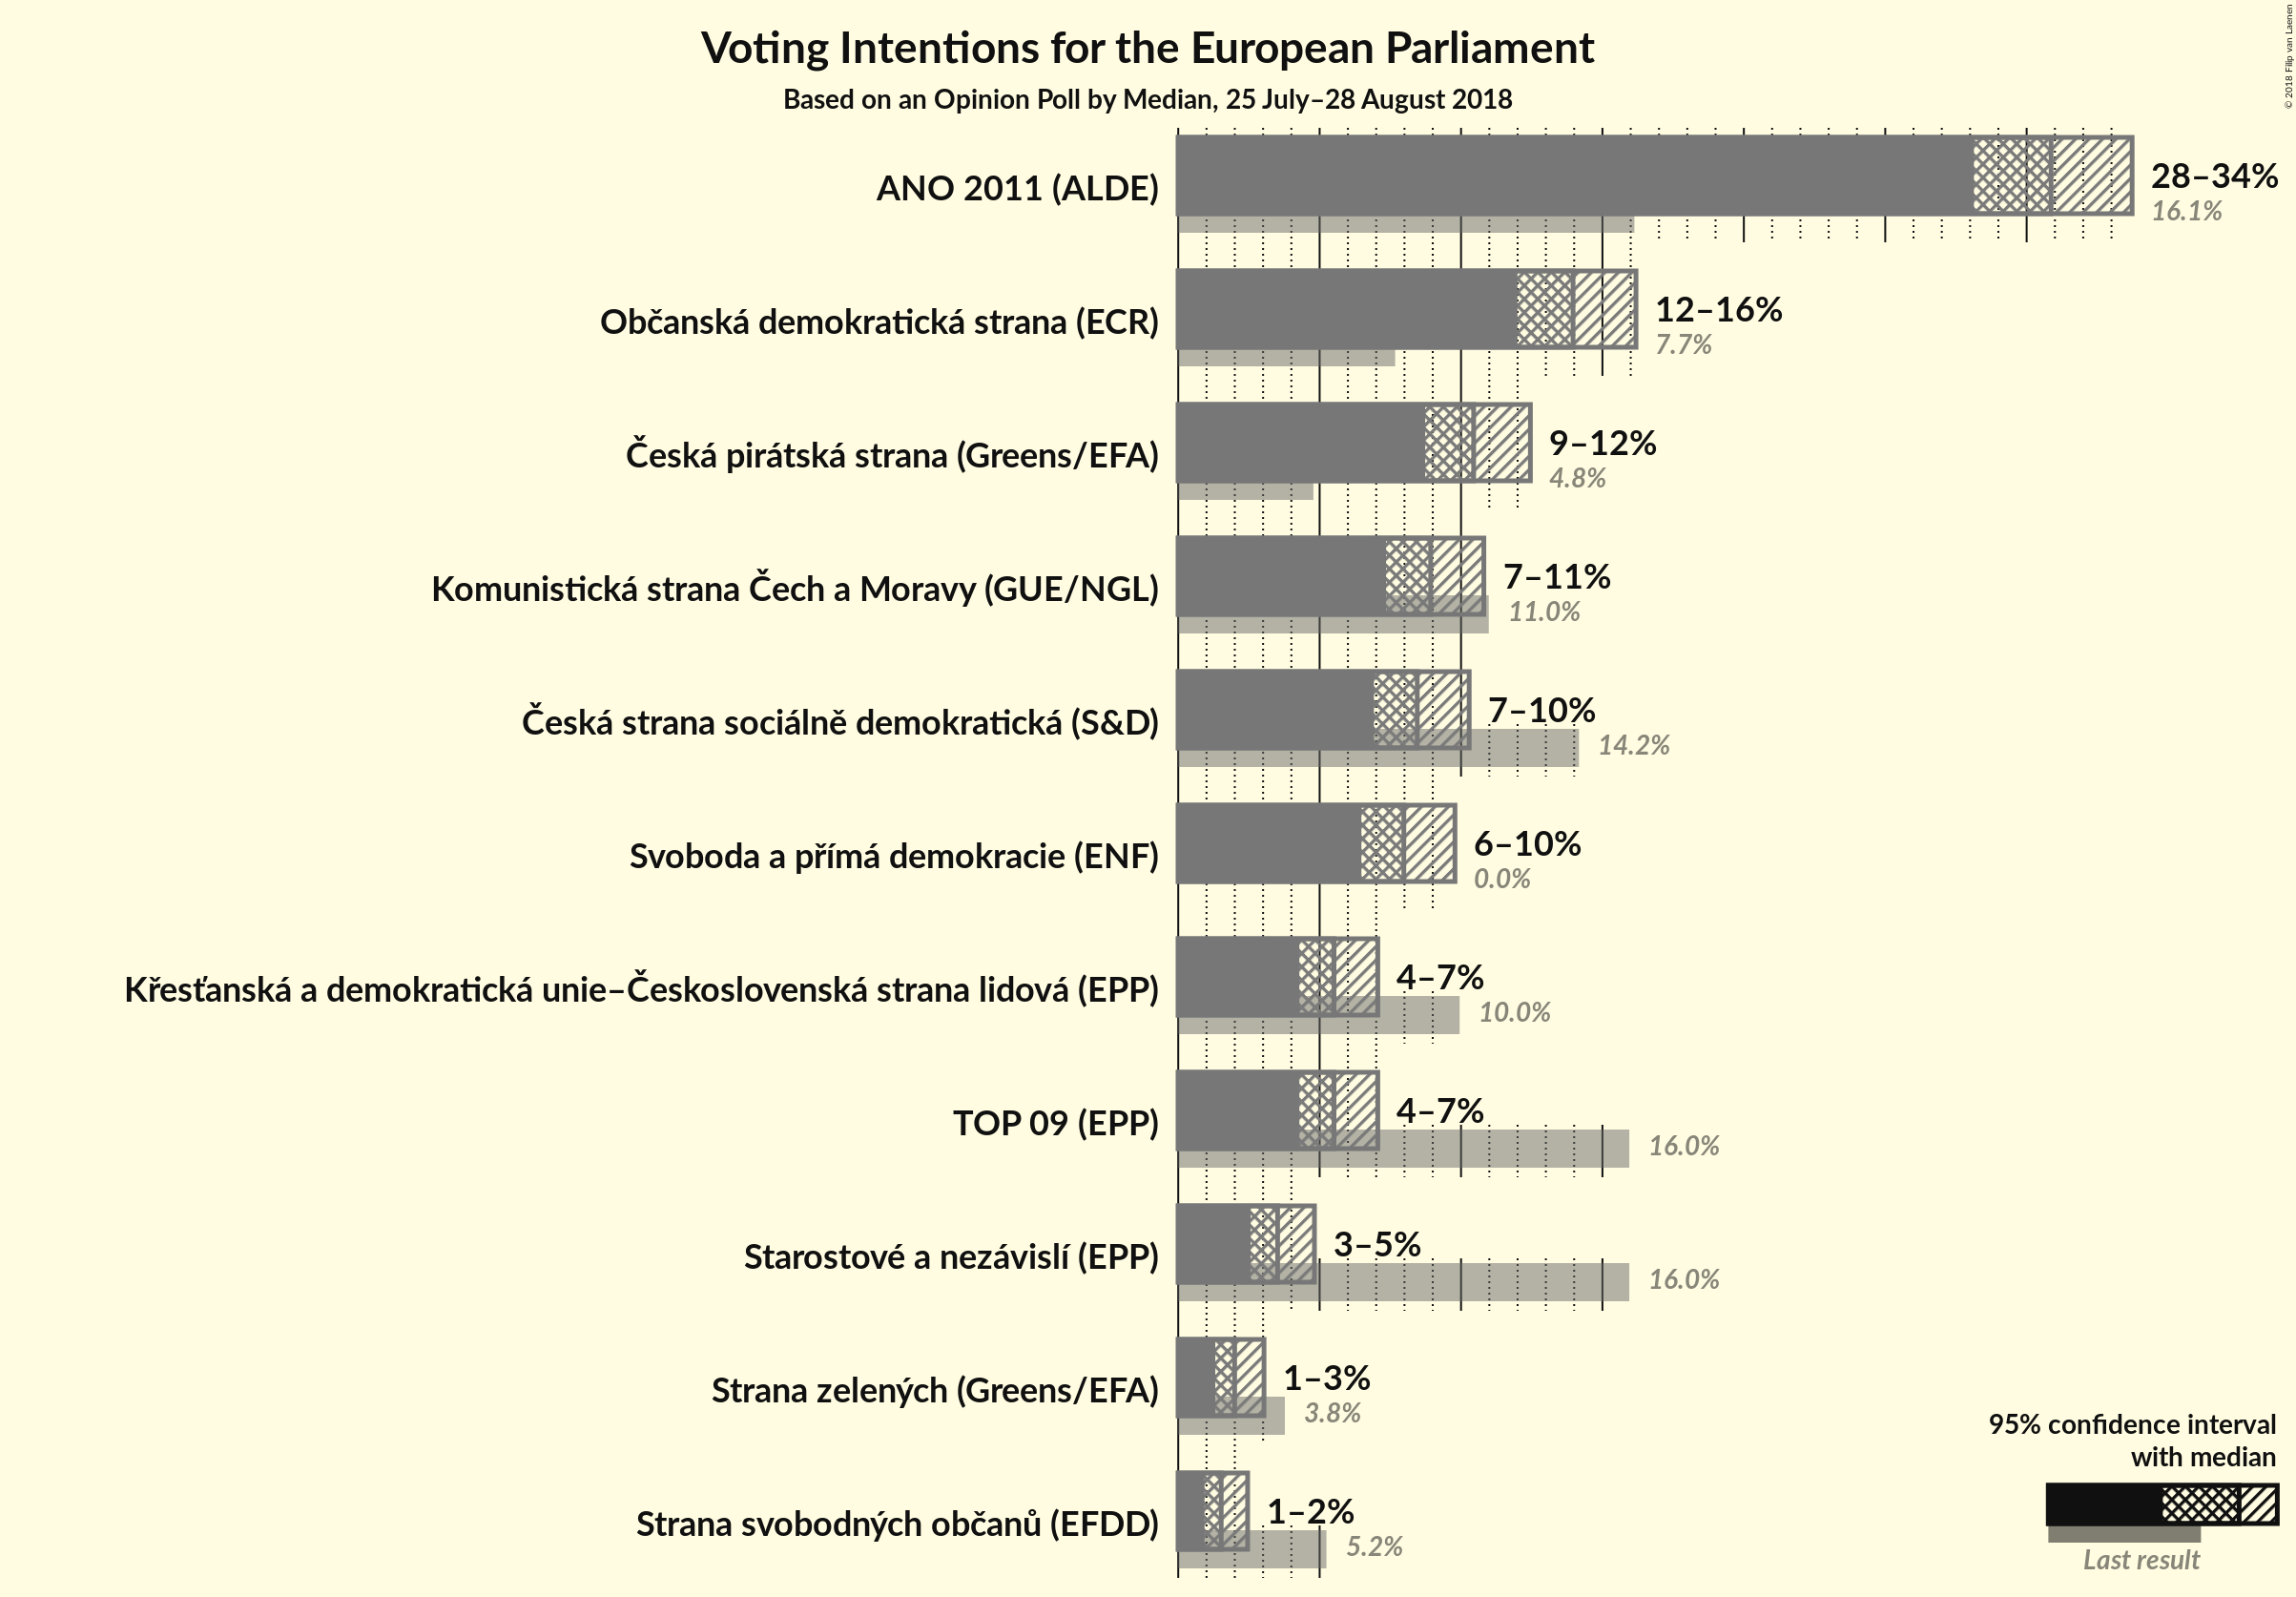 Voting Intentions for the European Parliament
Based on an Opinion Poll by Median, 25 July–28 August 2018
© 2018 Filip van Laenen
ANO 2011 (ALDE)
28–34%
16.1%
Občanská demokratická strana (ECR)
12–16%
7.7%
Česká pirátská strana (Greens/EFA)
9–12%
4.8%
Komunistická strana Čech a Moravy (GUE/NGL)
7–11%
11.0%
Česká strana sociálně demokratická (S&D)
7–10%
14.2%
Svoboda a přímá demokracie (ENF)
6–10%
0.0%
Křesťanská a demokratická unie–Československá strana lidová (EPP)
4–7%
10.0%
TOP 09 (EPP)
4–7%
16.0%
Starostové a nezávislí (EPP)
3–5%
16.0%
Strana zelených (Greens/EFA)
1–3%
3.8%
Strana svobodných občanů (EFDD)
1–2%
5.2%
95% confidence interval
with median
Last result